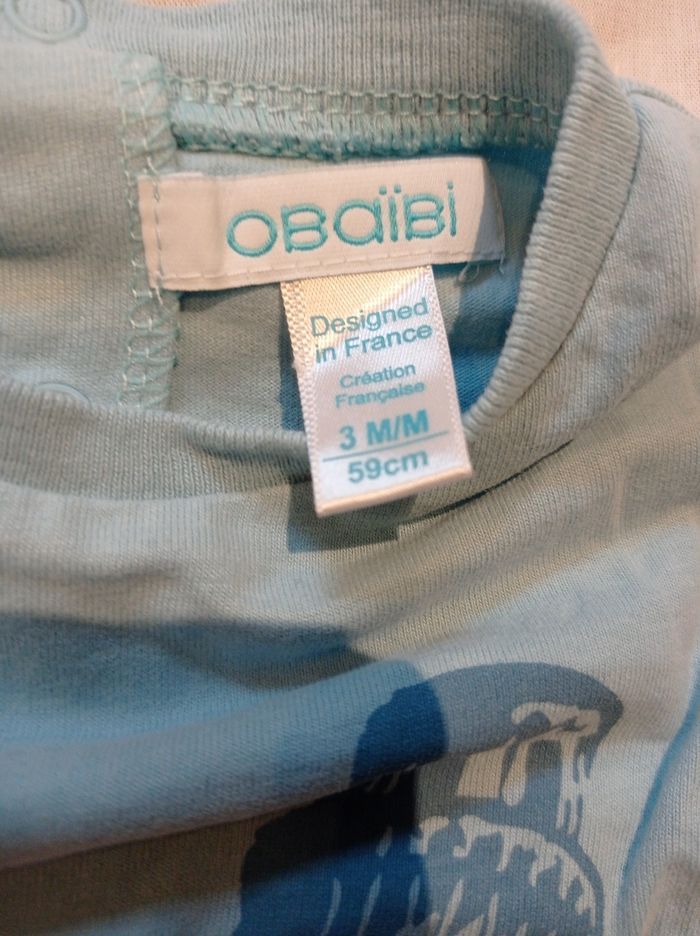 OBaïBi
Designed
in France
Création
Française
3 M/M
59cm